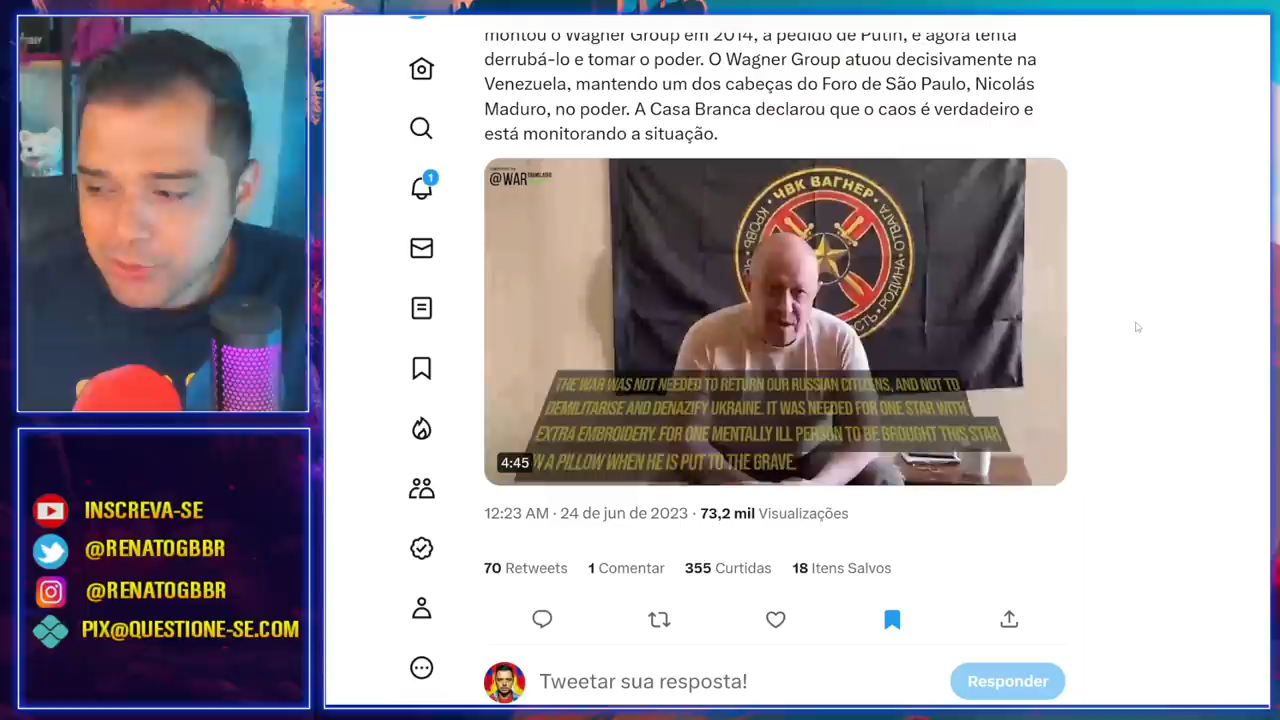 montou o Wagner Group em 2014, a pedido de Putin, e agora tenta
derrubá-lo e tomar o poder. O Wagner Group atuou decisivamente na
Venezuela, mantendo um dos cabeças do Foro de São Paulo, Nicolás
Maduro, no poder. A Casa Branca declarou que o caos é verdadeiro e
está monitorando a situação.
1
@WAR
ЧВК ВАГНЕР
КРОВЬ
РОДИНА ОТВАГА
THE WAR WAS NOT NEEDED TO RETURN OUR RUSSIAN CITIZENS, AND NOT TO
DEMILITARISE AND DENAZIFY UKRAINE. IT WAS NEEDED FOR ONE STAR WITH
EXTRA EMBROIDERY. FOR ONE MENTALLY ILL PERSON TO BE BROUGHT THIS STAR
A PILLOW WHEN HE IS PUT TO THE GRAVE.
4:45
12:23 AM · 24 de jun de 2023 · 73,2 mil Visualizações
70 Retweets 1 Comentar 355 Curtidas 18 Itens Salvos
Tweetar sua resposta!
Responder
INSCREVA-SE
@RENATOGBBR
@RENATOGBBR
PIX@QUESTIONE-SE.COM